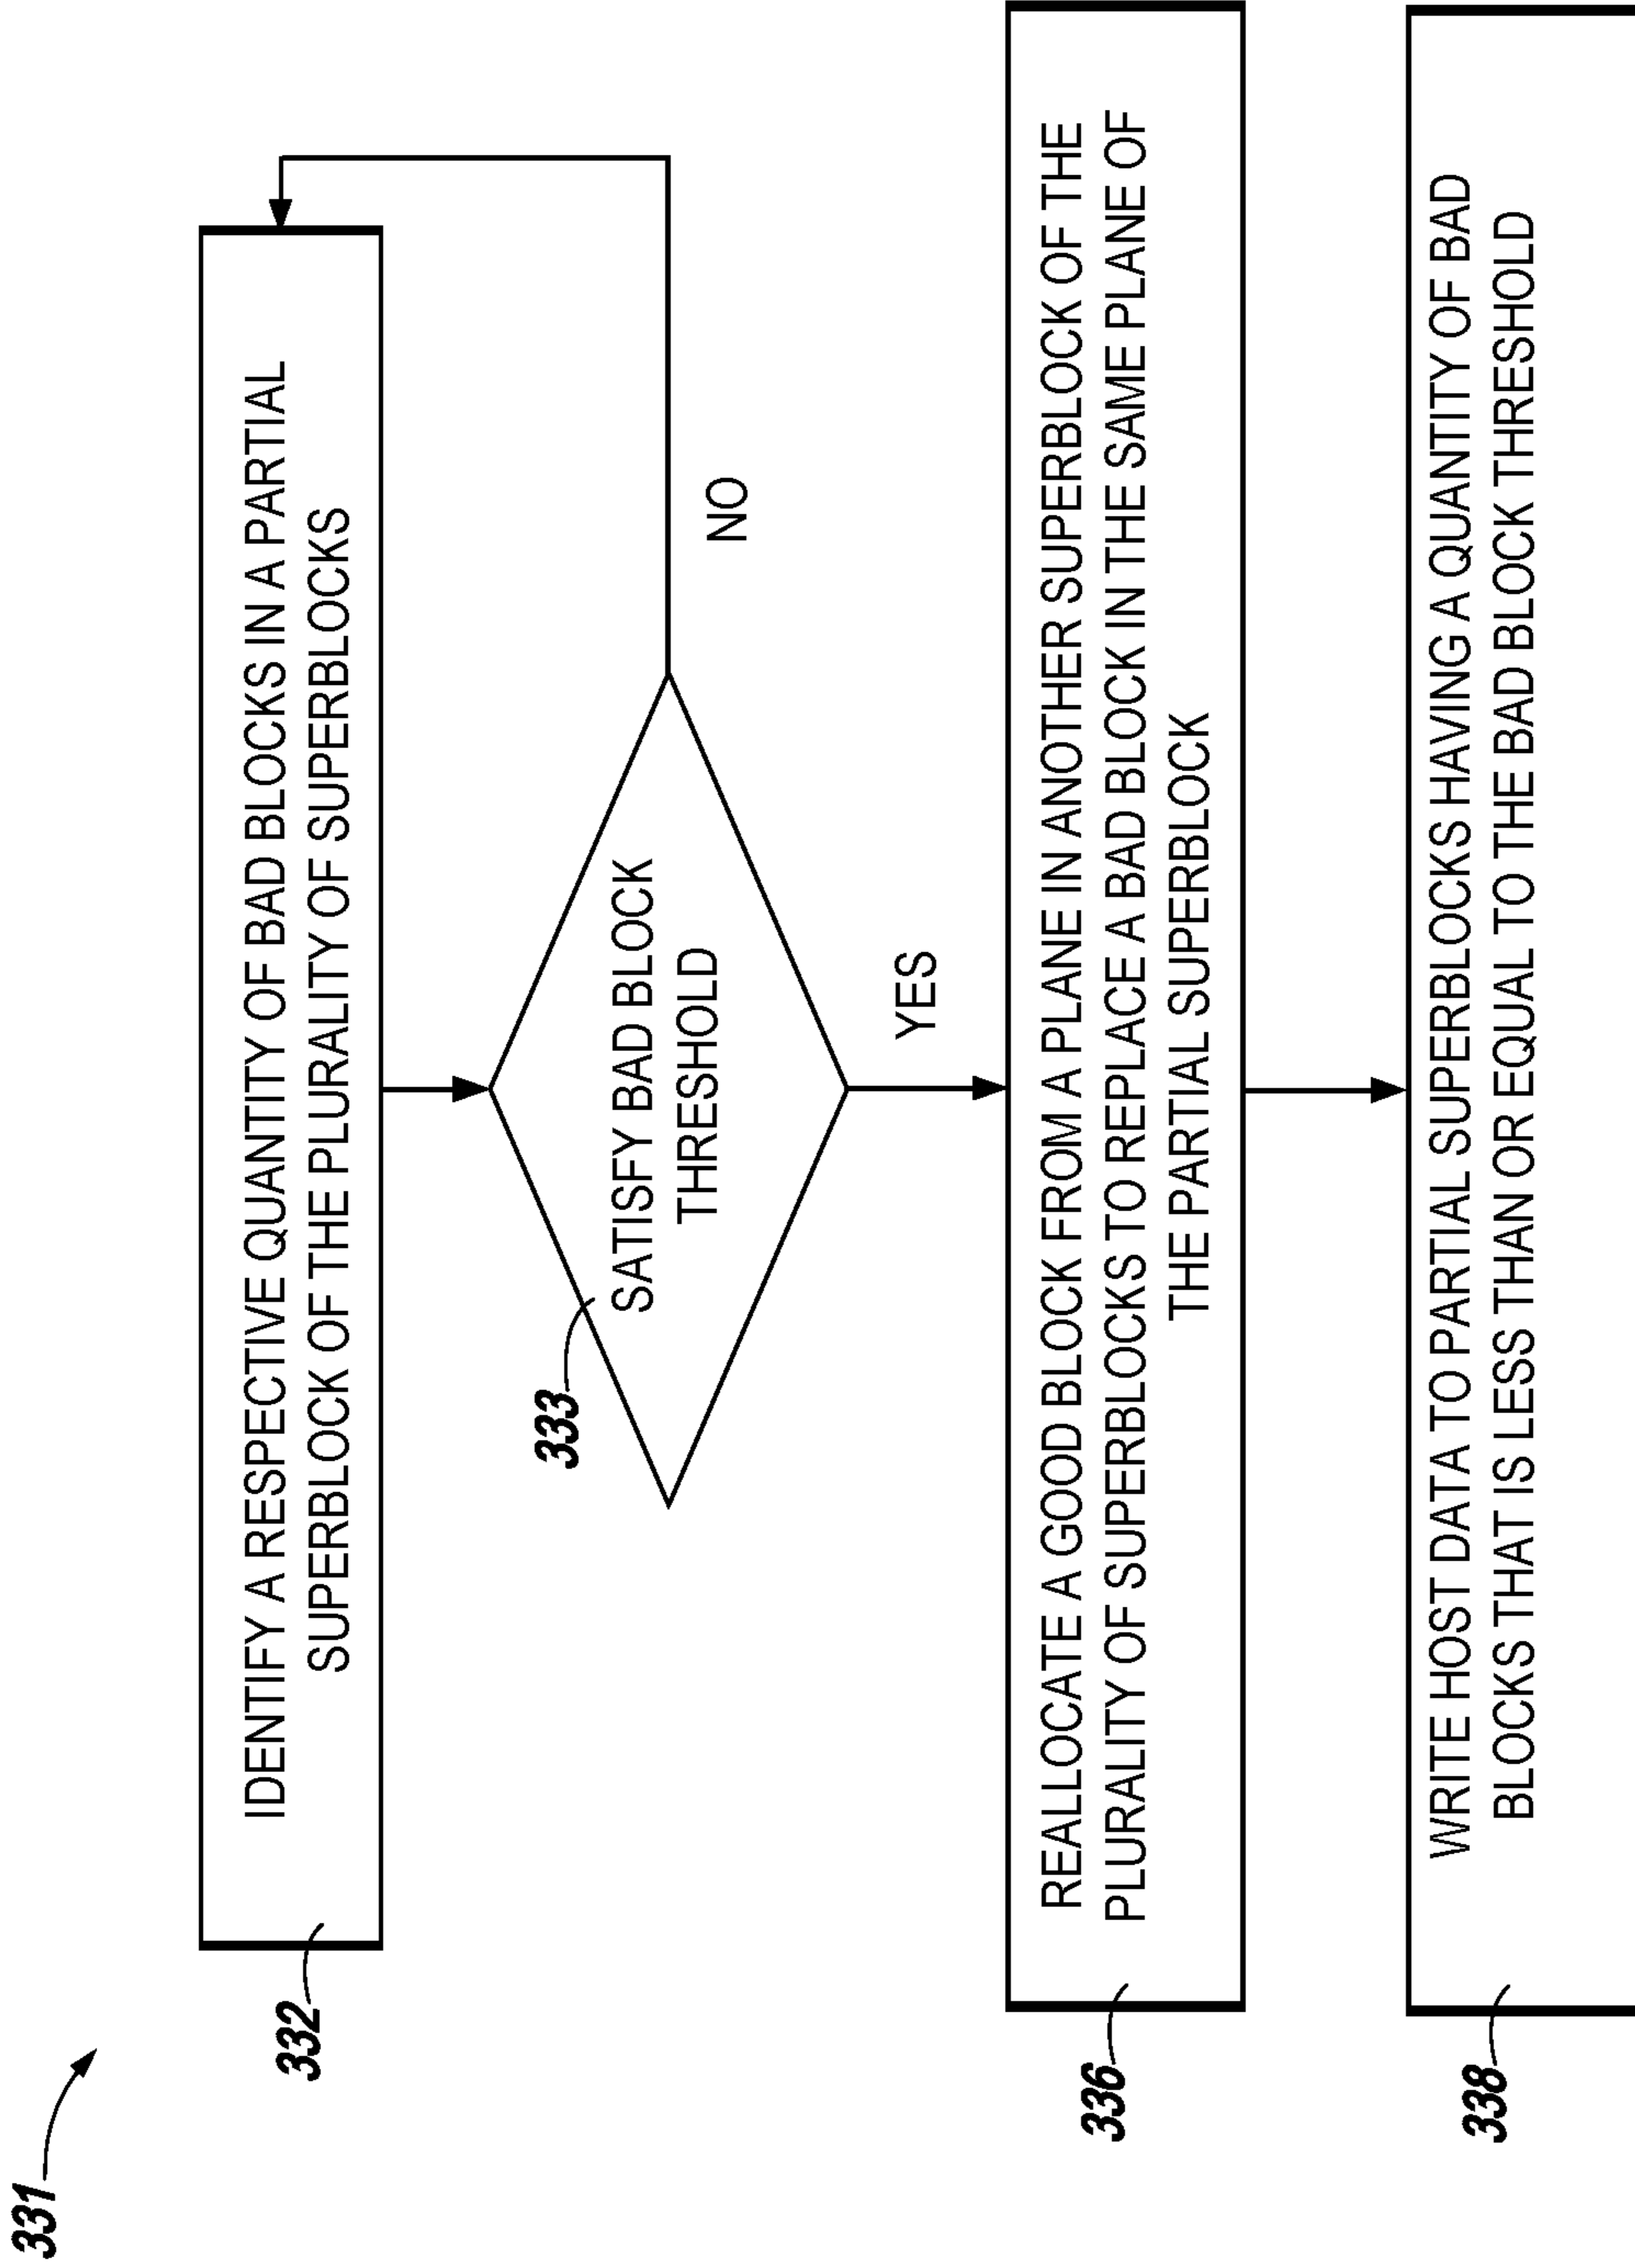 331
332
IDENTIFY A RESPECTIVE QUANTITY OF BAD BLOCKS IN A PARTIAL
SUPERBLOCK OF THE PLURALITY OF SUPERBLOCKS
333
SATISFY BAD BLOCK
THRESHOLD
NO
YES
336
REALLOCATE A GOOD BLOCK FROM A PLANE IN ANOTHER SUPERBLOCK OF THE
PLURALITY OF SUPERBLOCKS TO REPLACE A BAD BLOCK IN THE SAME PLANE OF
THE PARTIAL SUPERBLOCK
338
WRITE HOST DATA TO PARTIAL SUPERBLOCKS HAVING A QUANTITY OF BAD
BLOCKS THAT IS LESS THAN OR EQUAL TO THE BAD BLOCK THRESHOLD